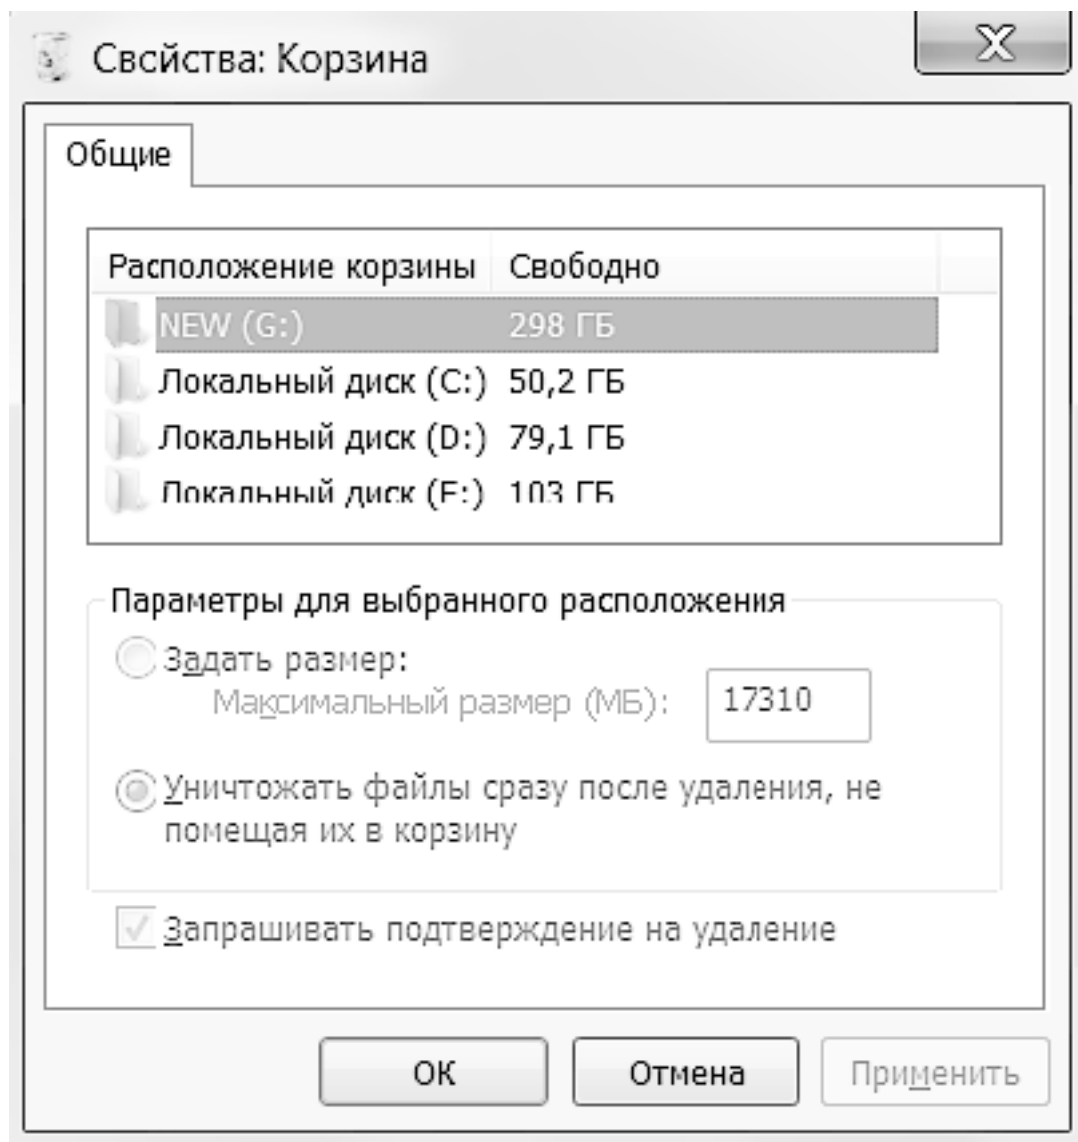 Свсйства: Корзина
Общие
Расположение корзины Свободно
NEW (G:) 298 ГБ
Локальный диск (C:) 50,2 ГБ
Локальный диск (D:) 79,1 ГБ
Локальный диск (E:) 103 ГБ
Параметры для выбранного расположения
Задать размер:
Максимальный размер (МБ): 17310
Уничтожать файлы сразу после удаления, не
помещая их в корзину
Запрашивать подтверждение на удаление
ОК Отмена Применить